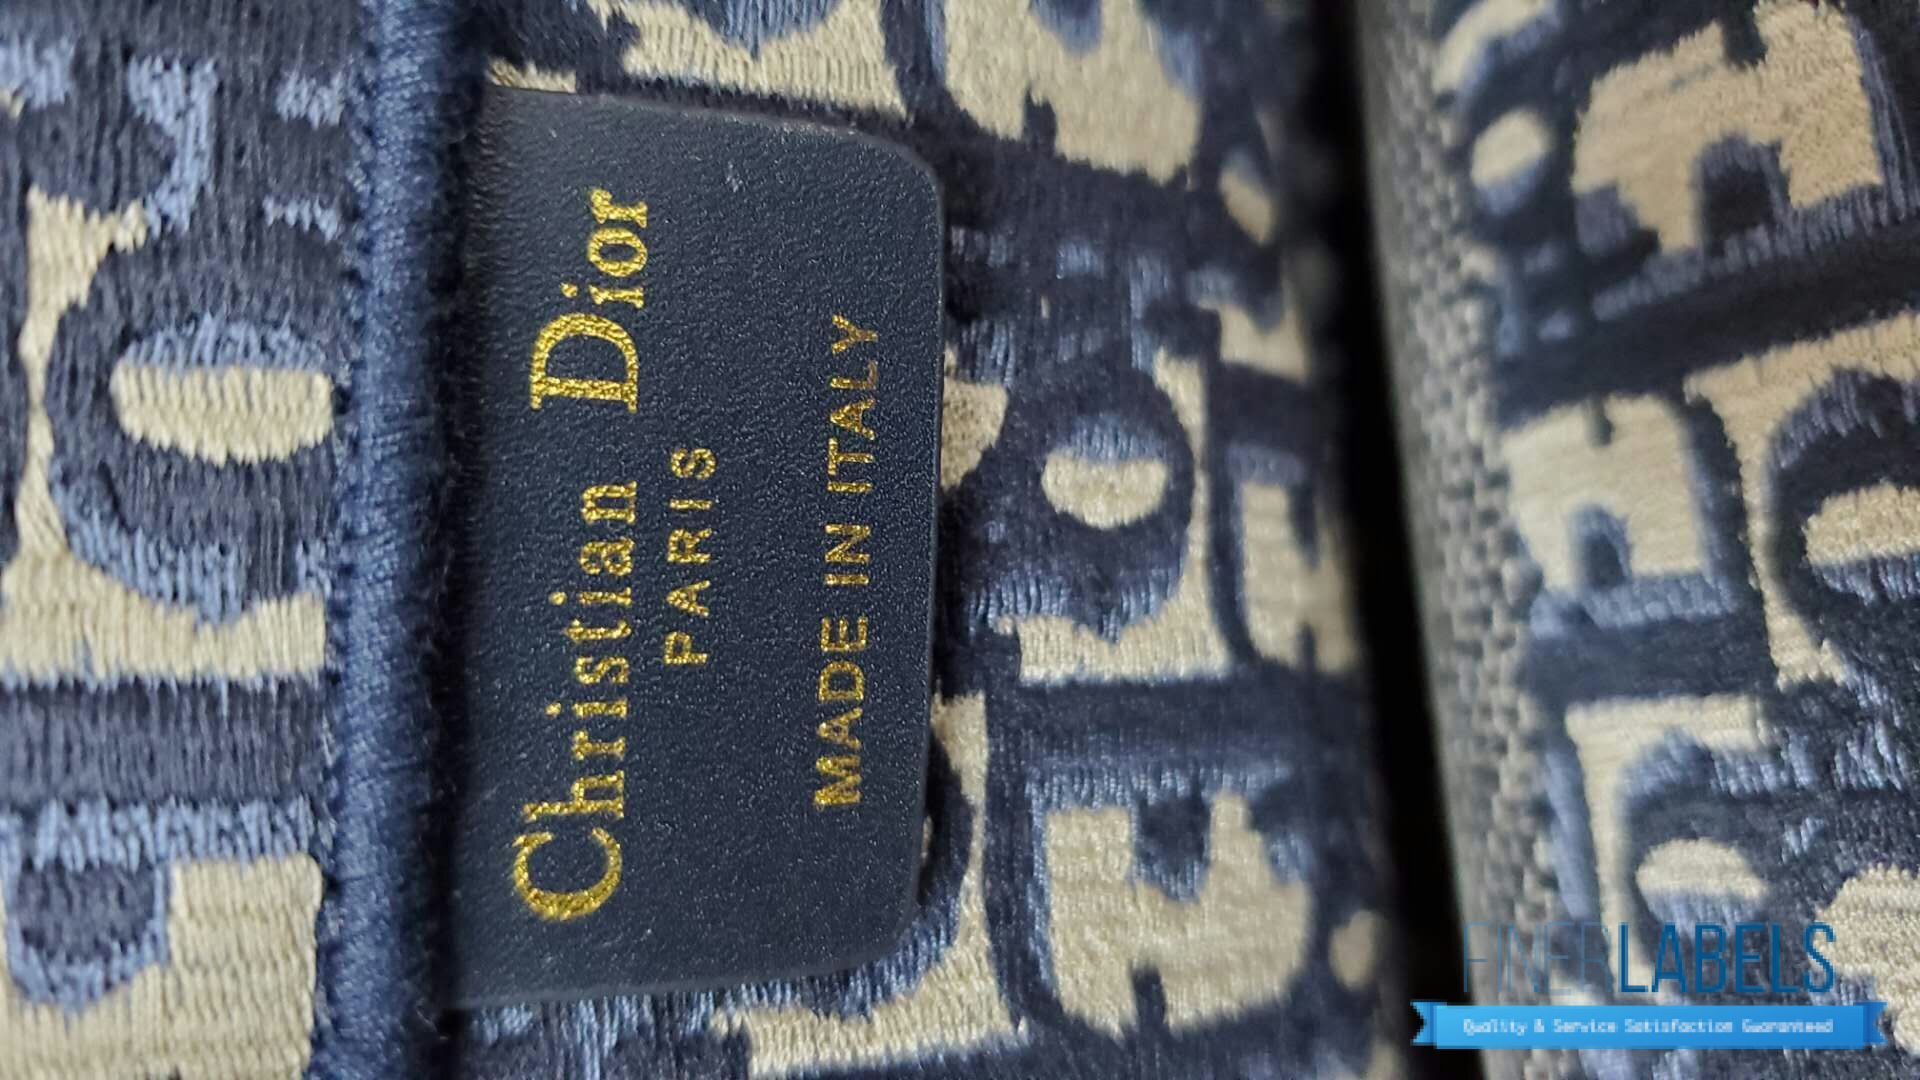 Christian Dior
PARIS
MADE IN ITALY
FINERLABELS
Quality & Service Satisfaction Guaranteed